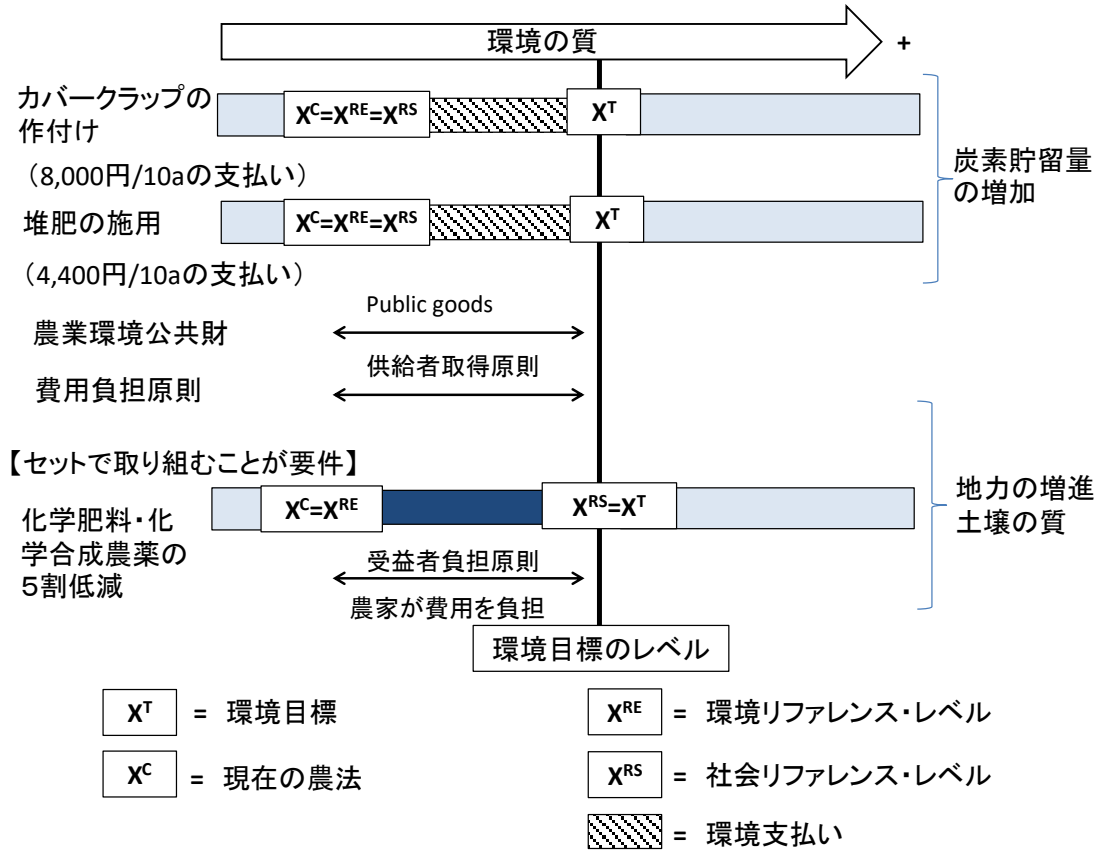 環境の質
+
カバークラップの
作付け
X^C=X^RE=X^RS
X^T
（8,000円/10aの支払い）
堆肥の施用
X^C=X^RE=X^RS
X^T
（4,400円/10aの支払い）
炭素貯留量
の増加
Public goods
農業環境公共財
供給者取得原則
費用負担原則
【セットで取り組むことが要件】
X^C=X^RE
X^RS=X^T
化学肥料・化
学合成農薬の
５割低減
地力の増進
土壌の質
受益者負担原則
農家が費用を負担
環境目標のレベル
X^T = 環境目標
X^RE = 環境リファレンス・レベル
X^C = 現在の農法
X^RS = 社会リファレンス・レベル
= 環境支払い